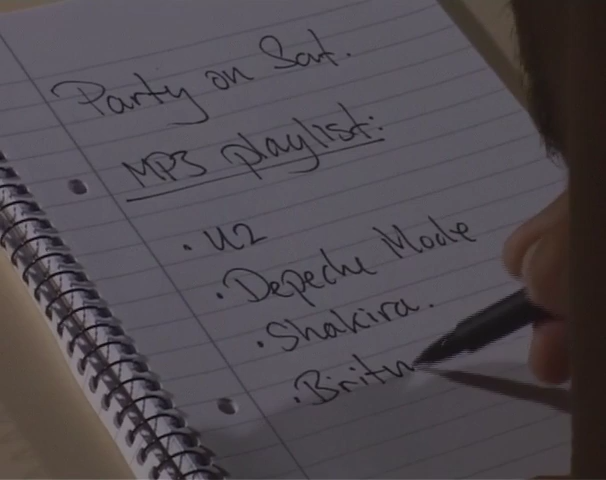 Party on Sat.
MP3 playlist:
· U2
· Depeche Mode
· Shakira.
· Britn